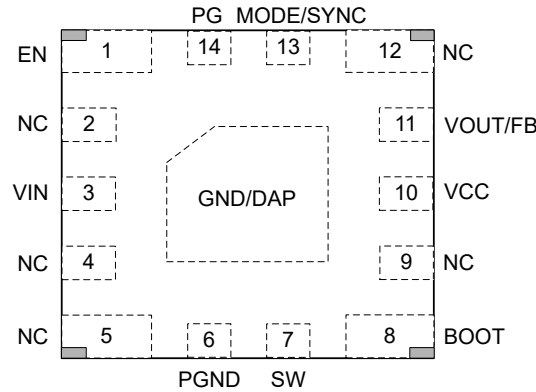 PG MODE/SYNC
EN 1 14 13 12 NC
NC 2 11 VOUT/FB
VIN 3 GND/DAP 10 VCC
NC 4 9 NC
NC 5 6 7 8 BOOT
PGND SW